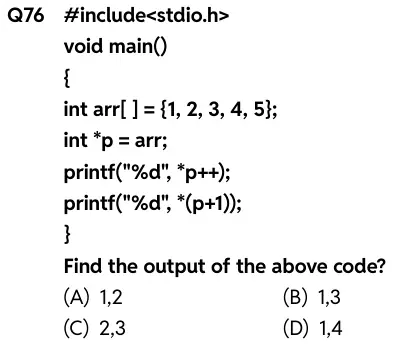 Q76 #include<stdio.h>
void main()
{
int arr[ ] = {1, 2, 3, 4, 5};
int *p = arr;
printf("%d", *p++);
printf("%d", *(p+1));
}
Find the output of the above code?
(A) 1,2 (B) 1,3
(C) 2,3 (D) 1,4